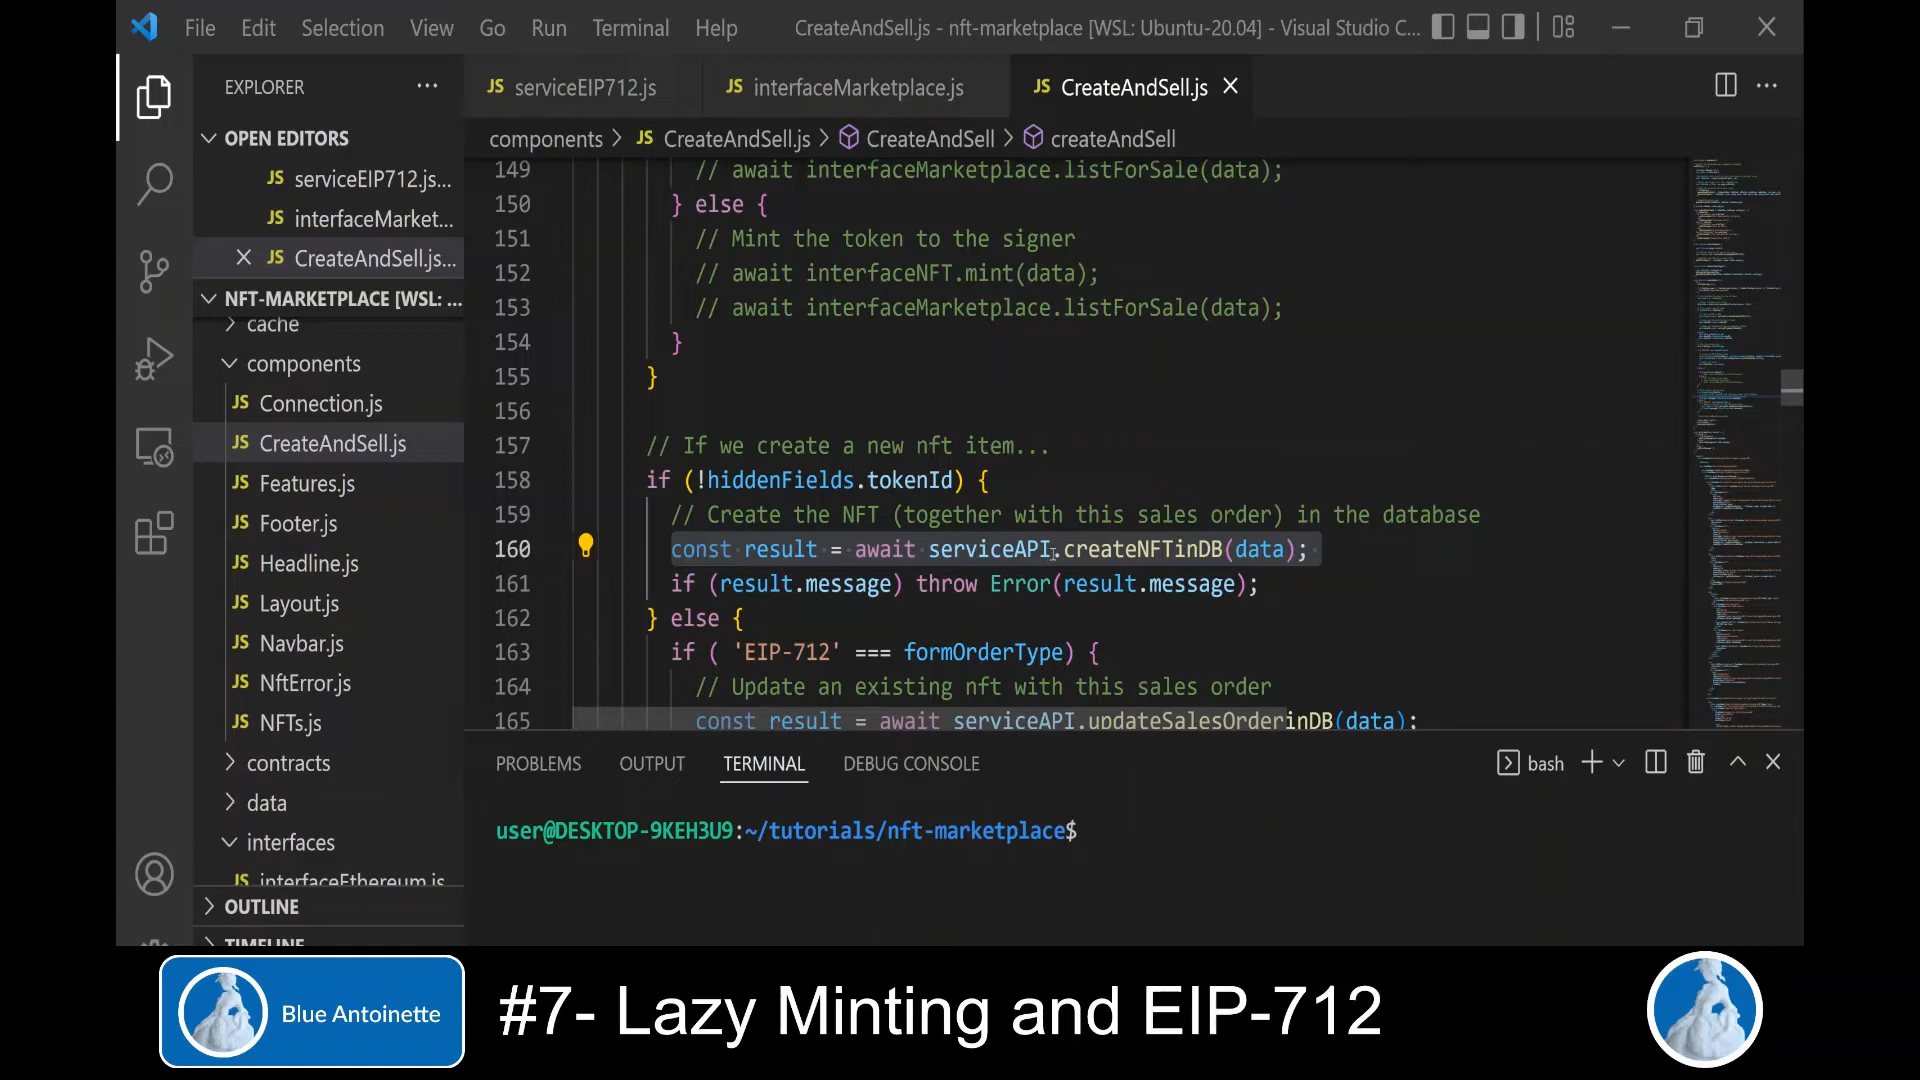 File Edit Selection View Go Run Terminal Help CreateAndSell.js - nft-marketplace [WSL: Ubuntu-20.04] - Visual Studio C...
EXPLORER ...
JS serviceEIP712.js JS interfaceMarketplace.js JS CreateAndSell.js
components > JS CreateAndSell.js > CreateAndSell > createAndSell
OPEN EDITORS
JS serviceEIP712.js...
JS interfaceMarket...
JS CreateAndSell.js...
NFT-MARKETPLACE [WSL: ...
cache
components
JS Connection.js
JS CreateAndSell.js
JS Features.js
JS Footer.js
JS Headline.js
JS Layout.js
JS Navbar.js
JS NftError.js
JS NFTs.js
contracts
data
interfaces
JS interfaceEthereum.js
OUTLINE
TIMELINE
149 // await interfaceMarketplace.listForSale(data);
150 } else {
151 // Mint the token to the signer
152 // await interfaceNFT.mint(data);
153 // await interfaceMarketplace.listForSale(data);
154 }
155 }
156
157 // If we create a new nft item...
158 if (!hiddenFields.tokenId) {
159 // Create the NFT (together with this sales order) in the database
160 const result = await serviceAPI.createNFTinDB(data);
161 if (result.message) throw Error(result.message);
162 } else {
163 if ( 'EIP-712' === formOrderType) {
164 // Update an existing nft with this sales order
165 const result = await serviceAPI.updateSalesOrderinDB(data);
PROBLEMS OUTPUT TERMINAL DEBUG CONSOLE bash
user@DESKTOP-9KEH3U9:~/tutorials/nft-marketplace$
Blue Antoinette
#7- Lazy Minting and EIP-712